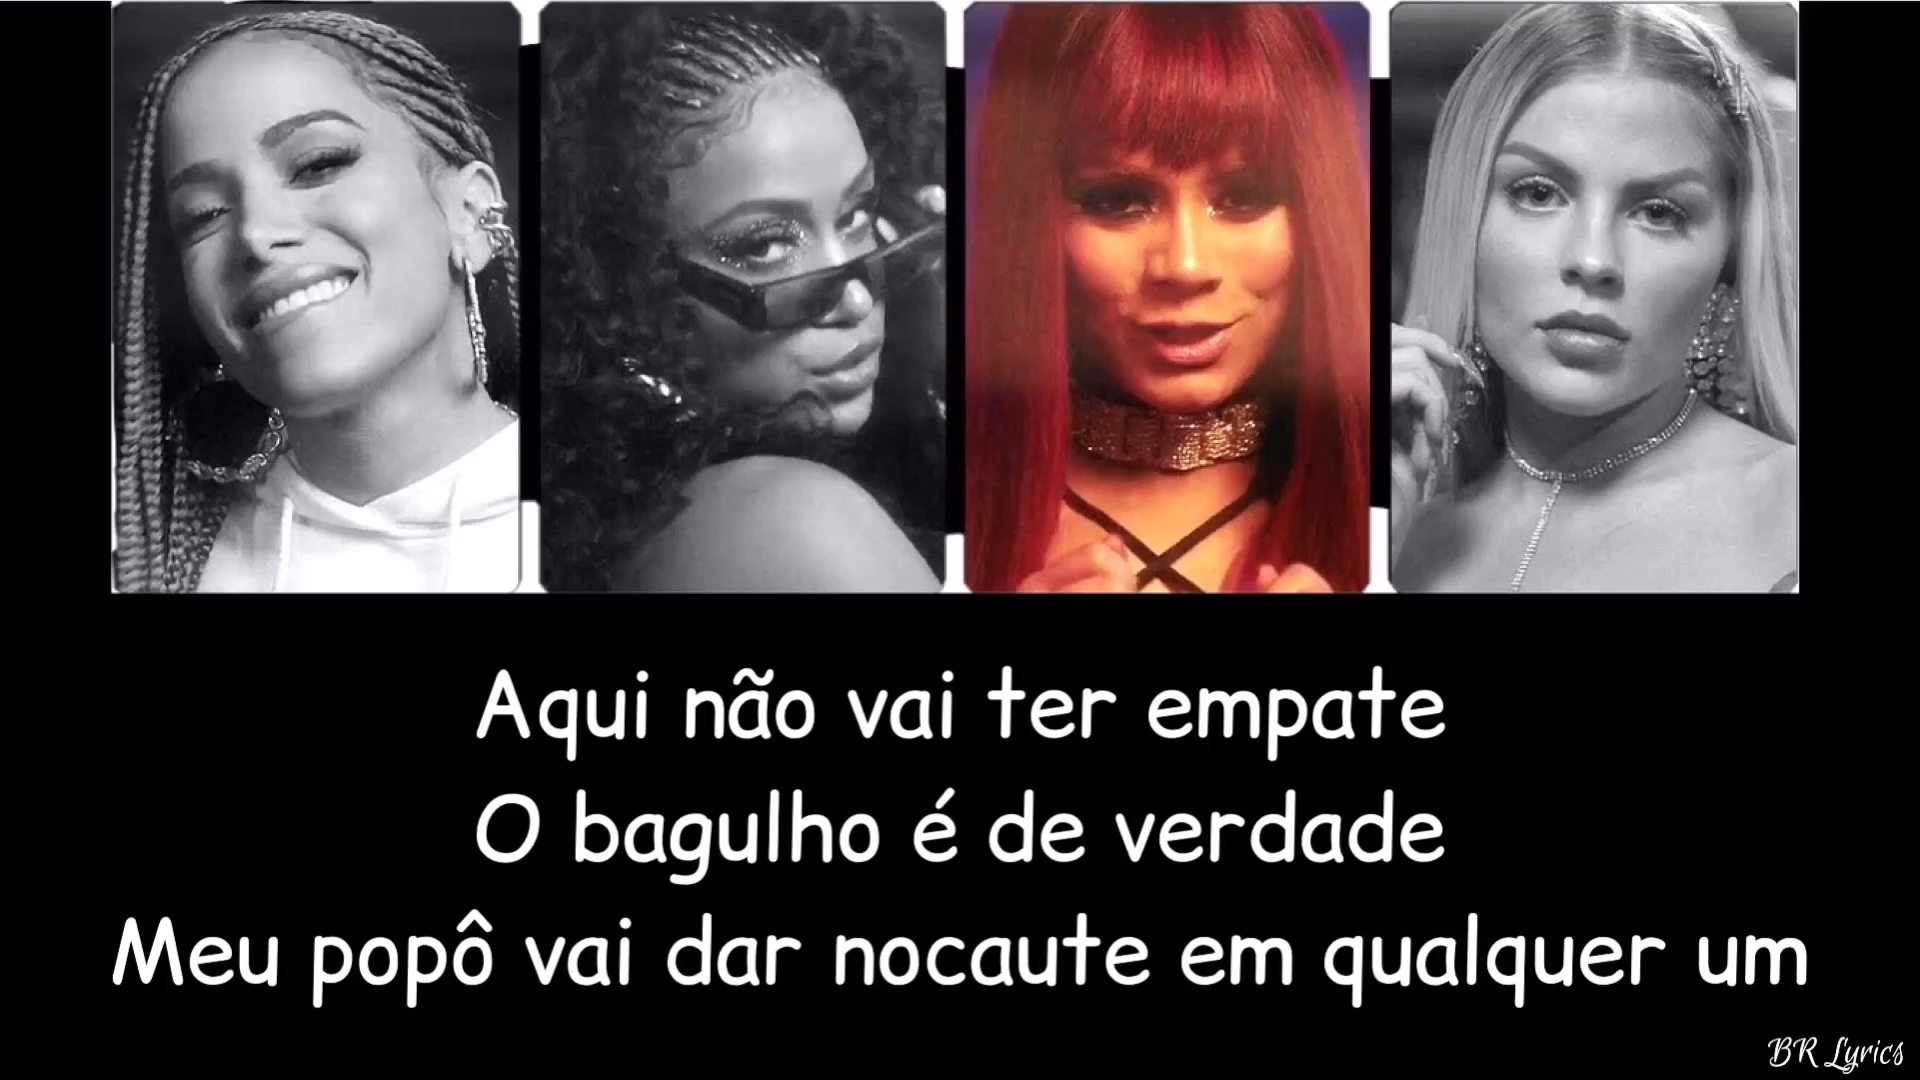 Aqui não vai ter empate
O bagulho é de verdade
Meu popô vai dar nocaute em qualquer um
BR Lyrics